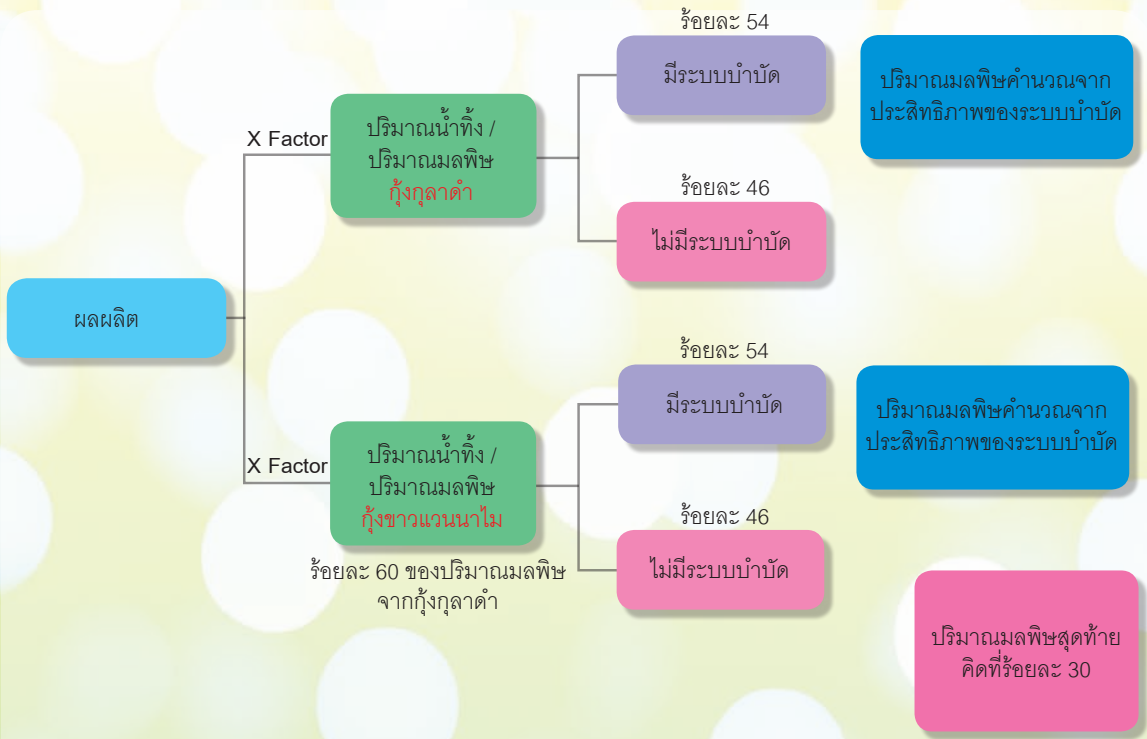 ผลผลิต
X Factor
ปริมาณน้ำทิ้ง /
ปริมาณมลพิษ
กุ้งกุลาดำ
ร้อยละ 54
มีระบบบำบัด
ปริมาณมลพิษคำนวณจาก
ประสิทธิภาพของระบบบำบัด
ร้อยละ 46
ไม่มีระบบบำบัด
X Factor
ปริมาณน้ำทิ้ง /
ปริมาณมลพิษ
กุ้งขาวแวนนาไม
ร้อยละ 60 ของปริมาณมลพิษ
จากกุ้งกุลาดำ
ร้อยละ 54
มีระบบบำบัด
ปริมาณมลพิษคำนวณจาก
ประสิทธิภาพของระบบบำบัด
ร้อยละ 46
ไม่มีระบบบำบัด
ปริมาณมลพิษสุดท้าย
คิดที่ร้อยละ 30